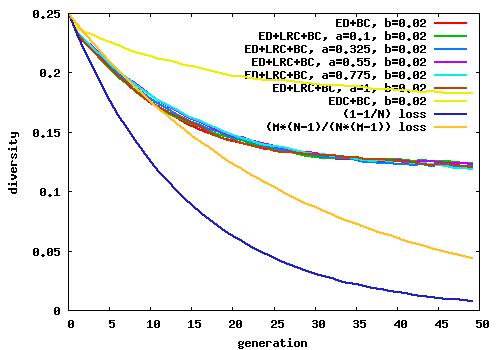 0.25
0.2
0.15
0.1
0.05
0
diversity
ED+BC, b=0.02
ED+LRC+BC, a=0.1, b=0.02
ED+LRC+BC, a=0.325, b=0.02
ED+LRC+BC, a=0.55, b=0.02
ED+LRC+BC, a=0.775, b=0.02
ED+LRC+BC, a=1, b=0.02
EDC+BC, b=0.02
(1-1/N) loss
(M*(N-1)/(N*(M-1)) loss
0 5 10 15 20 25 30 35 40 45 50
generation